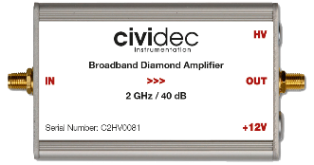 cividec
Instrumentation
HV
Broadband Diamond Amplifier
IN >>> OUT
2 GHz / 40 dB
Serial Number: C2HV0081
+12V